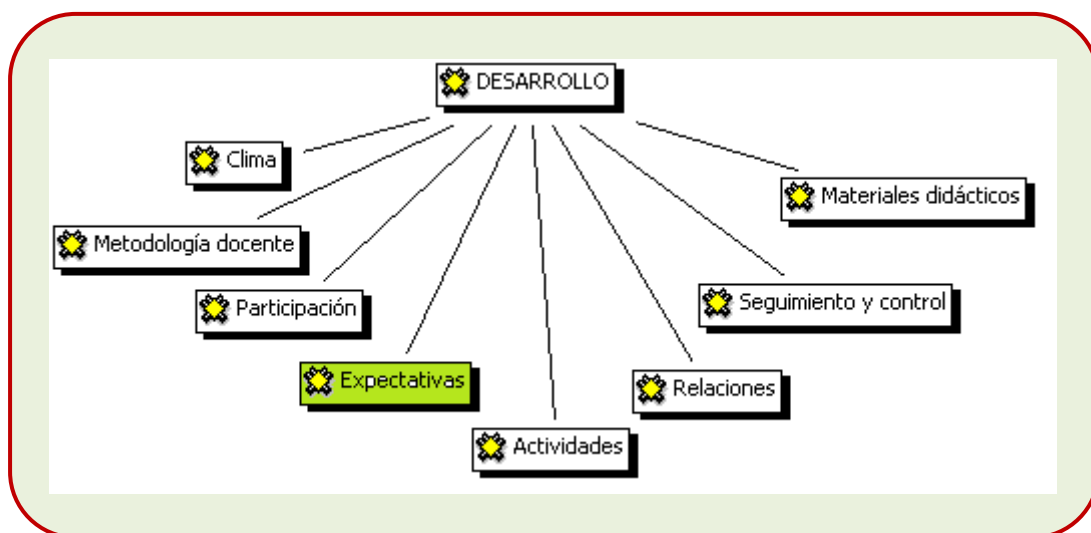 DESARROLLO
Clima
Materiales didácticos
Metodología docente
Participación
Seguimiento y control
Expectativas
Relaciones
Actividades